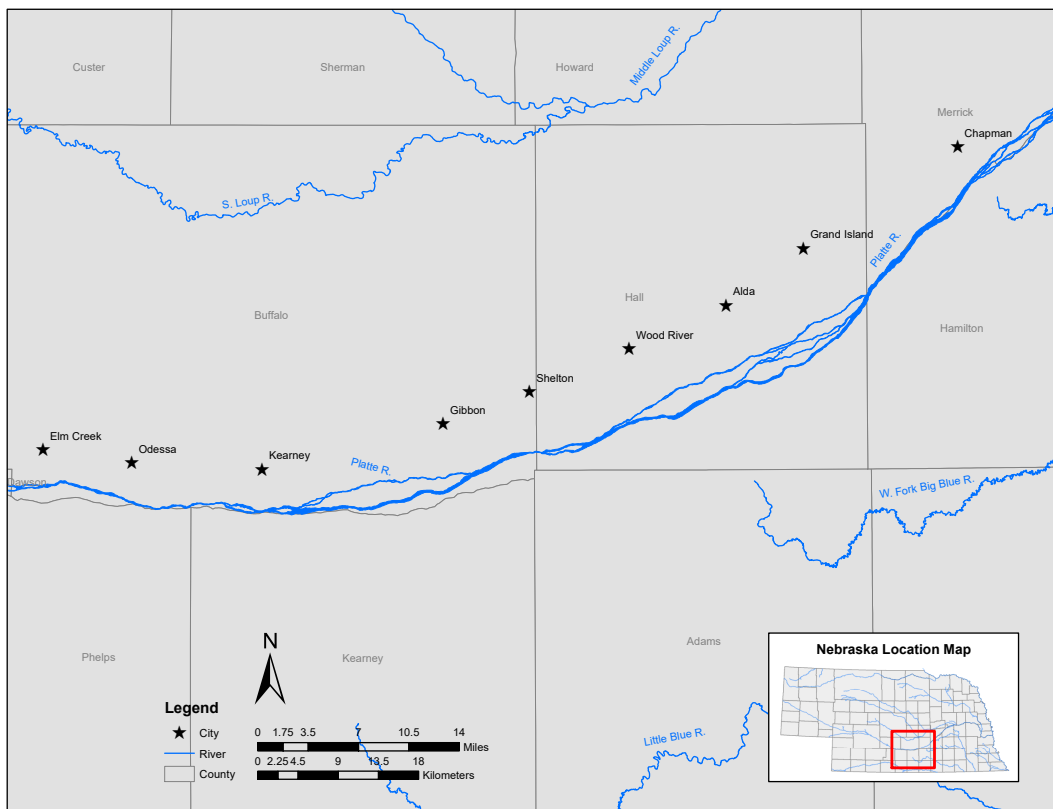 Custer
Sherman
Howard
Middle Loup R.
Merrick
Chapman
S. Loup R.
Grand Island
Platte R.
Alda
Hall
Buffalo
Hamilton
Wood River
Shelton
Gibbon
Elm Creek
Odessa
Kearney
Platte R.
Dawson
W. Fork Big Blue R.
Phelps
Kearney
Adams
N
Nebraska Location Map
Legend
City
River
County
0 1.75 3.5 7 10.5 14
Miles
0 2.25 4.5 9 13.5 18
Kilometers
Little Blue R.